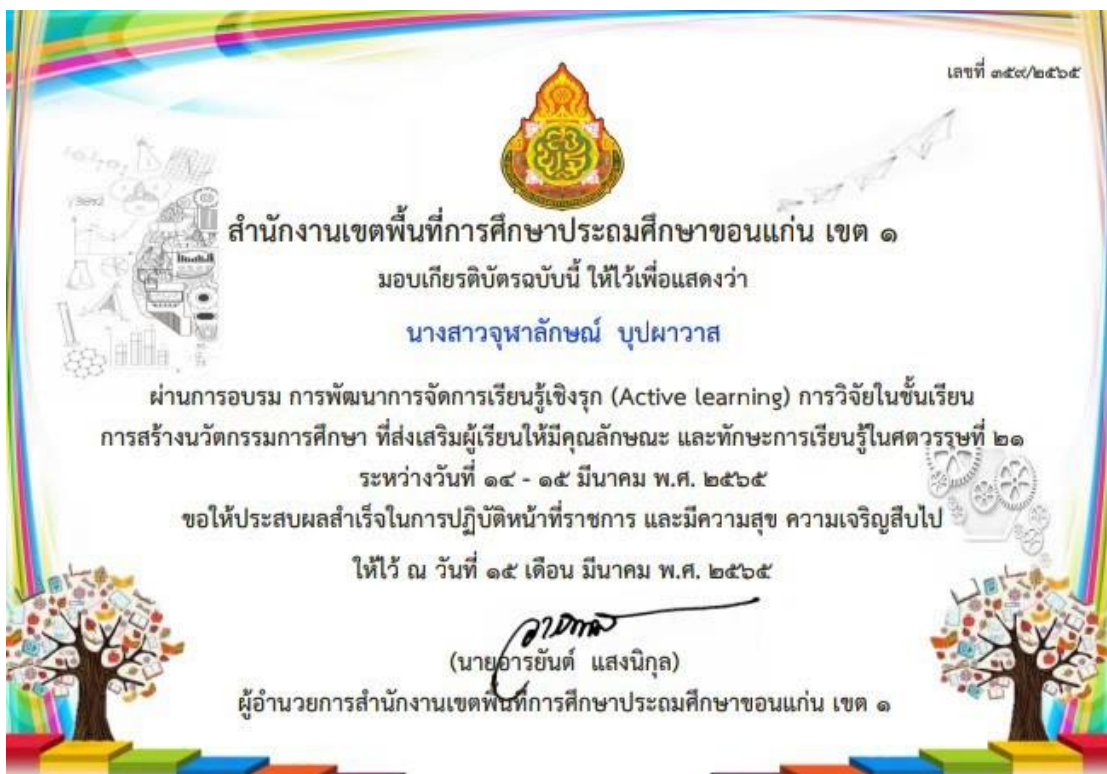 เลขที่ ๓๕๙/๒๕๖๕
สำนักงานเขตพื้นที่การศึกษาประถมศึกษาขอนแก่น เขต ๑
มอบเกียรติบัตรฉบับนี้ ให้ไว้เพื่อแสดงว่า
นางสาวจุฬาลักษณ์ บุปผาวาส
ผ่านการอบรม การพัฒนาการจัดการเรียนรู้เชิงรุก (Active learning) การวิจัยในชั้นเรียน
การสร้างนวัตกรรมการศึกษา ที่ส่งเสริมผู้เรียนให้มีคุณลักษณะ และทักษะการเรียนรู้ในศตวรรษที่ ๒๑
ระหว่างวันที่ ๑๔ - ๑๕ มีนาคม พ.ศ. ๒๕๖๕
ขอให้ประสบผลสำเร็จในการปฏิบัติหน้าที่ราชการ และมีความสุข ความเจริญสืบไป
ให้ไว้ ณ วันที่ ๑๕ เดือน มีนาคม พ.ศ. ๒๕๖๕
(นายอารยันต์ แสงนิกุล)
ผู้อำนวยการสำนักงานเขตพื้นที่การศึกษาประถมศึกษาขอนแก่น เขต ๑